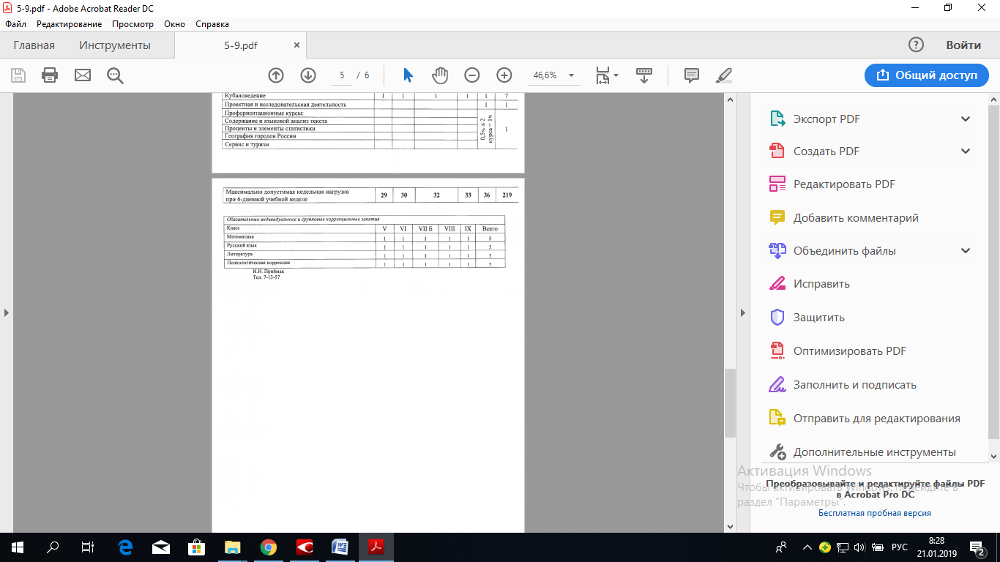 5-9.pdf - Adobe Acrobat Reader DC
Файл Редактирование Просмотр Окно Справка
Главная Инструменты 5-9.pdf × Войти
5 / 6 46,6% Общий доступ
Кубановедение 1 1 1 1 1 7
Проектная и исследовательская деятельность 1 1
Профориентационные курсы:
Содержание и языковой анализ текста
Проценты и элементы статистики
География городов России
Сервис и туризм
0,5ч. х 2
курса = 1ч
1
Максимально допустимая недельная нагрузка
при 6-дневной учебной неделе 29 30 32 33 36 219
Обязательные индивидуальные и групповые коррекционные занятия
Класс V VI VII Б VIII IX Всего
Математика 1 1 1 1 1 5
Русский язык 1 1 1 1 1 5
Литература 1 1 1 1 1 5
Психологическая коррекция 1 1 1 1 1 5
И.Н. Приймак
Тел. 7-13-57
Экспорт PDF
Создать PDF
Редактировать PDF
Добавить комментарий
Объединить файлы
Исправить
Защитить
Оптимизировать PDF
Заполнить и подписать
Отправить для редактирования
Дополнительные инструменты
Активация Windows
Чтобы активировать Windows, перейдите в
раздел "Параметры".
Преобразовывайте и редактируйте файлы PDF
в Acrobat Pro DC
Бесплатная пробная версия
РУС
8:28
21.01.2019
2